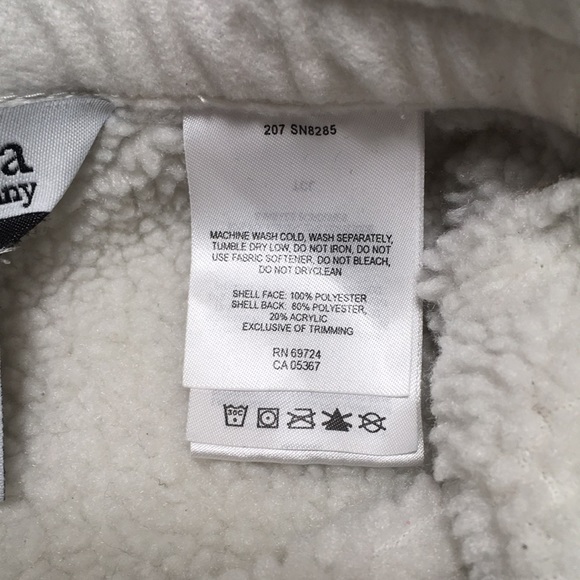 a
ny
207 SN8285
MACHINE WASH COLD, WASH SEPARATELY,
TUMBLE DRY LOW, DO NOT IRON, DO NOT
USE FABRIC SOFTENER, DO NOT BLEACH,
DO NOT DRYCLEAN
SHELL FACE: 100% POLYESTER
SHELL BACK: 80% POLYESTER,
20% ACRYLIC
EXCLUSIVE OF TRIMMING
RN 69724
CA 05367
30C